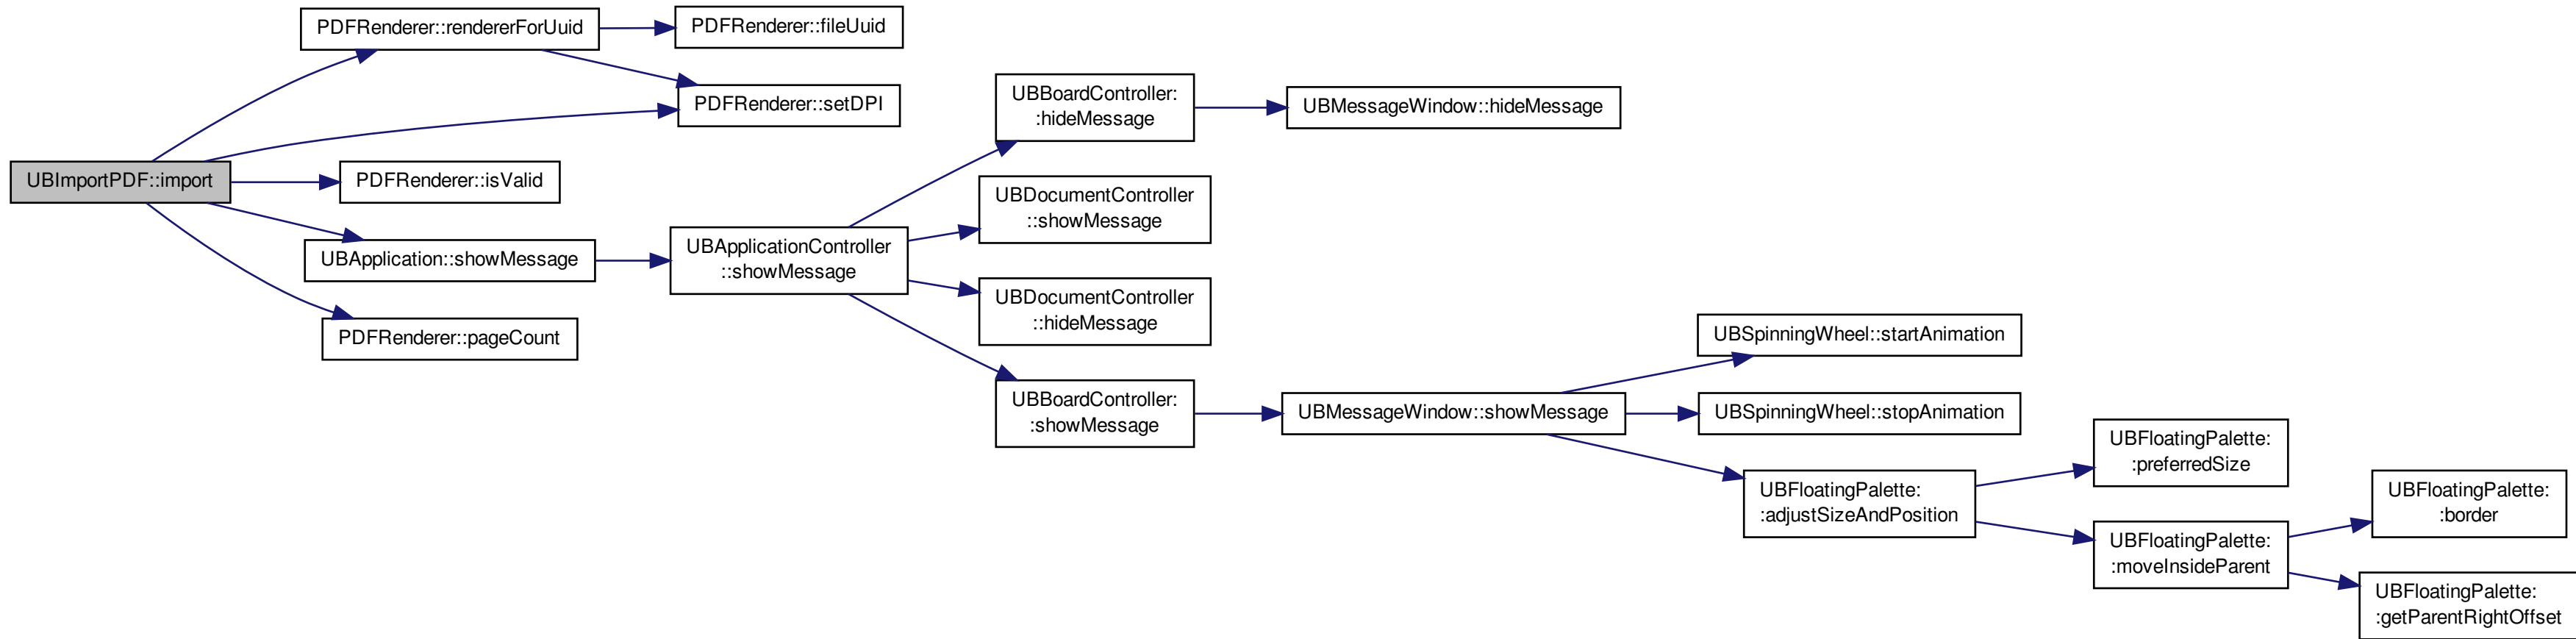 PDFRenderer::rendererForUuid
PDFRenderer::fileUuid
PDFRenderer::setDPI
UBBoardController:
:hideMessage
UBMessageWindow::hideMessage
UBImportPDF::import
PDFRenderer::isValid
UBDocumentController
::showMessage
UBApplication::showMessage
UBApplicationController
::showMessage
UBDocumentController
::hideMessage
PDFRenderer::pageCount
UBSpinningWheel::startAnimation
UBBoardController:
:showMessage
UBMessageWindow::showMessage
UBSpinningWheel::stopAnimation
UBFloatingPalette:
:preferredSize
UBFloatingPalette:
:adjustSizeAndPosition
UBFloatingPalette:
:border
UBFloatingPalette:
:moveInsideParent
UBFloatingPalette:
:getParentRightOffset